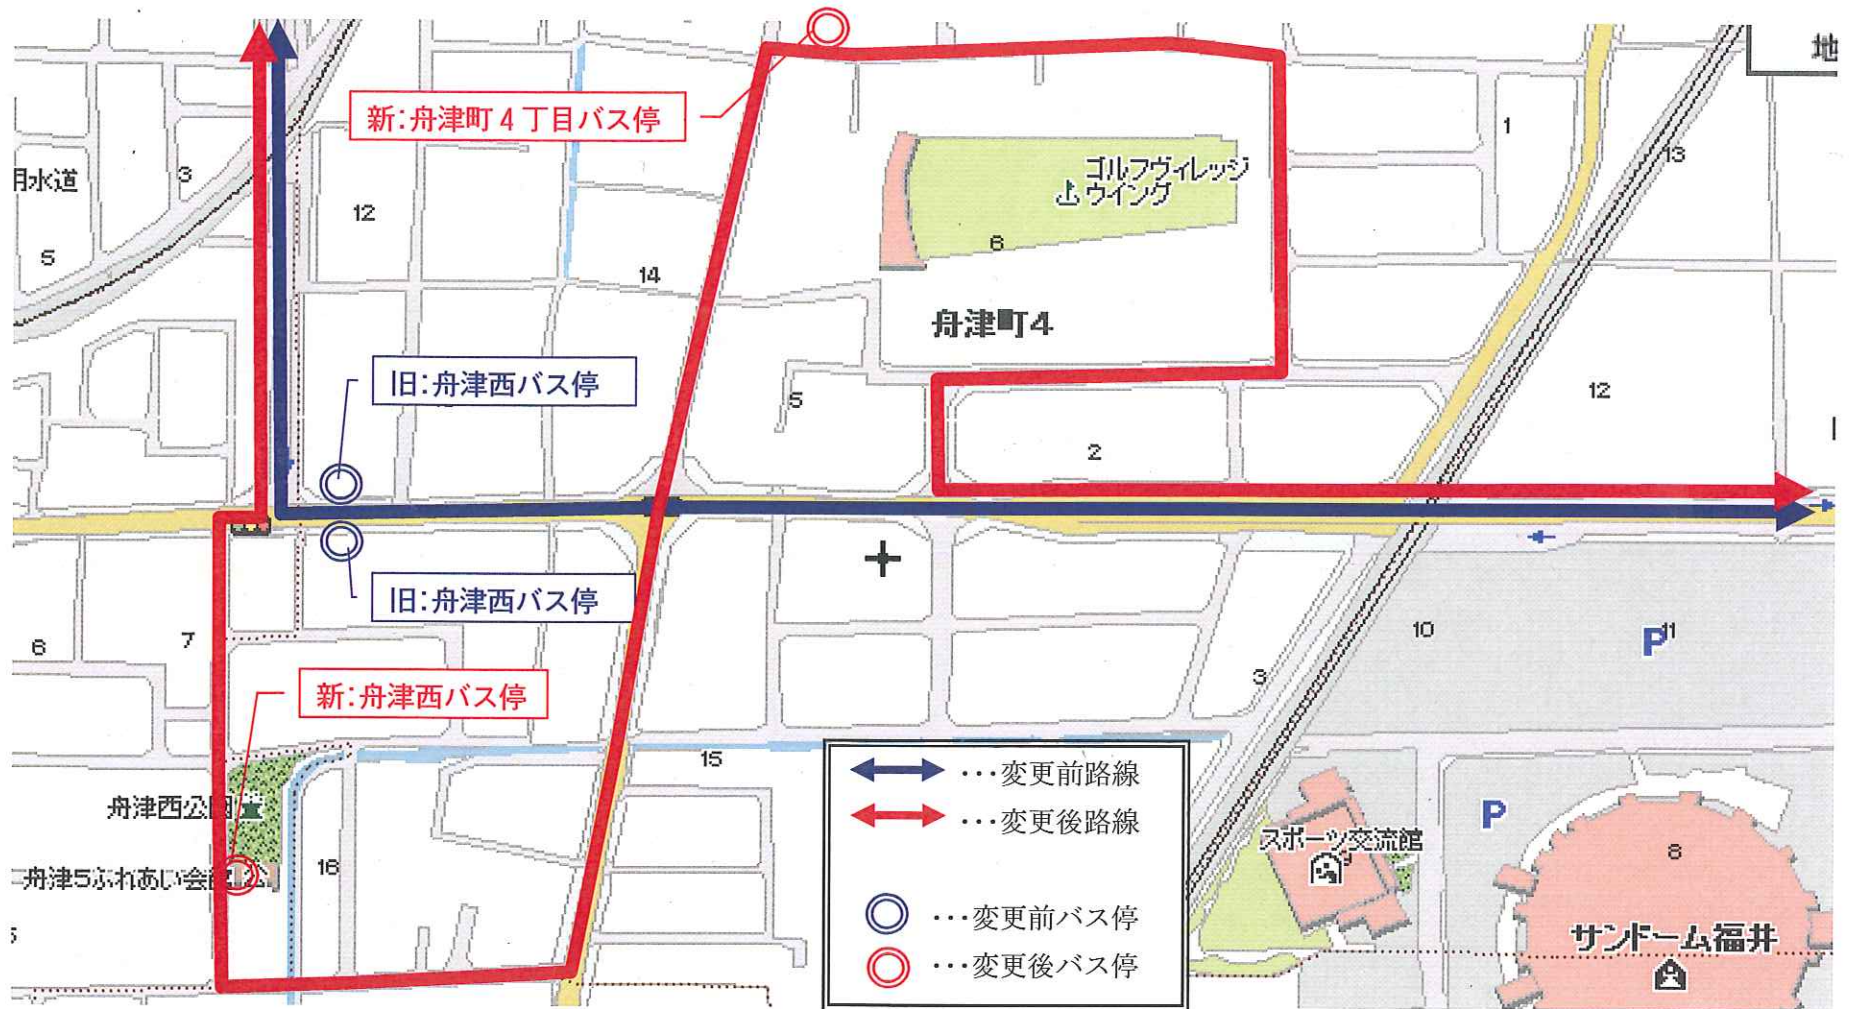 地
新:舟津町4丁目バス停
1
13
用水道
3
ゴルフヴィレッジ
ウイング
12
5
14
6
舟津町4
旧:舟津西バス停
5
12
2
旧:舟津西バス停
6
7
10
P
11
3
新:舟津西バス停
15
…変更前路線
舟津西公園
P
…変更後路線
スポーツ交流館
9
8
舟津5ふれあい会館
16
…変更前バス停
サンドーム福井
…変更後バス停